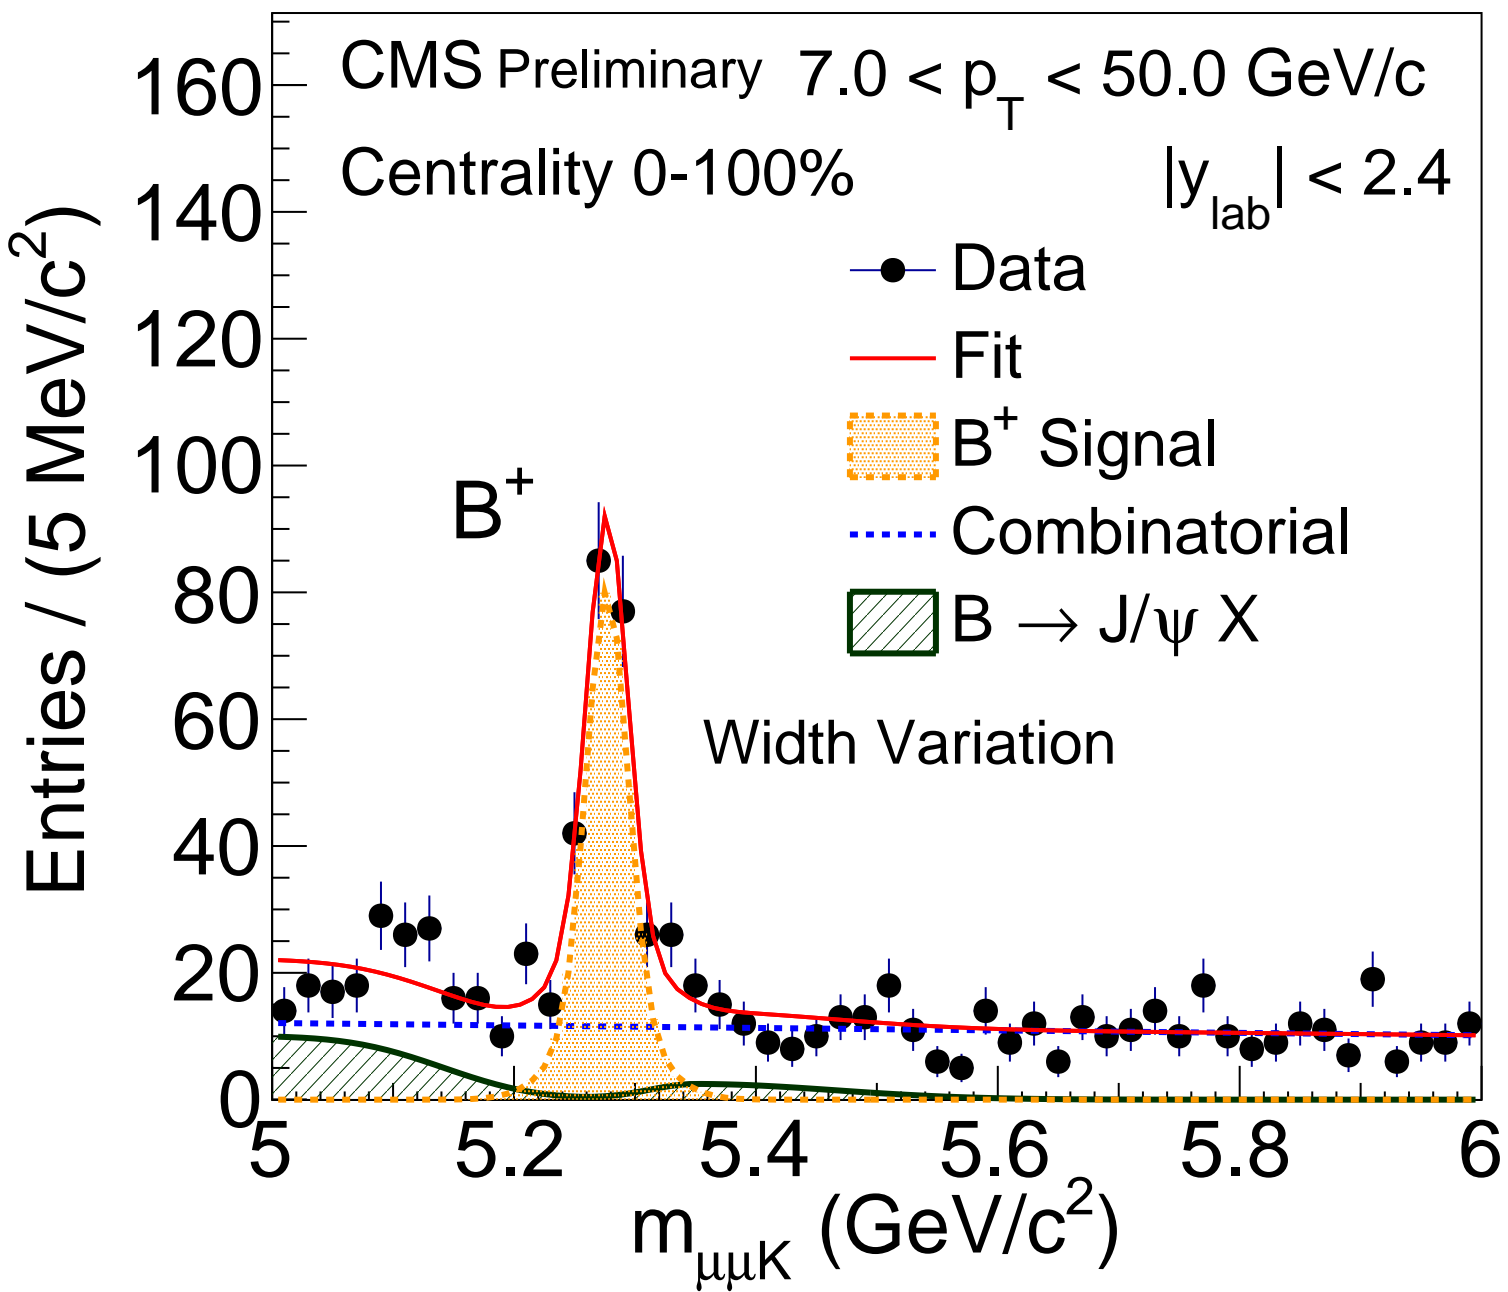 CMS Preliminary 7.0 < p_T < 50.0 GeV/c
Centrality 0-100% |y_lab| < 2.4
Data
Fit
B⁺ Signal
Combinatorial
B → J/ψ X
B⁺
Width Variation
Entries / (5 MeV/c²)
160
140
120
100
80
60
40
20
0
5 5.2 5.4 5.6 5.8 6
m_μμK (GeV/c²)